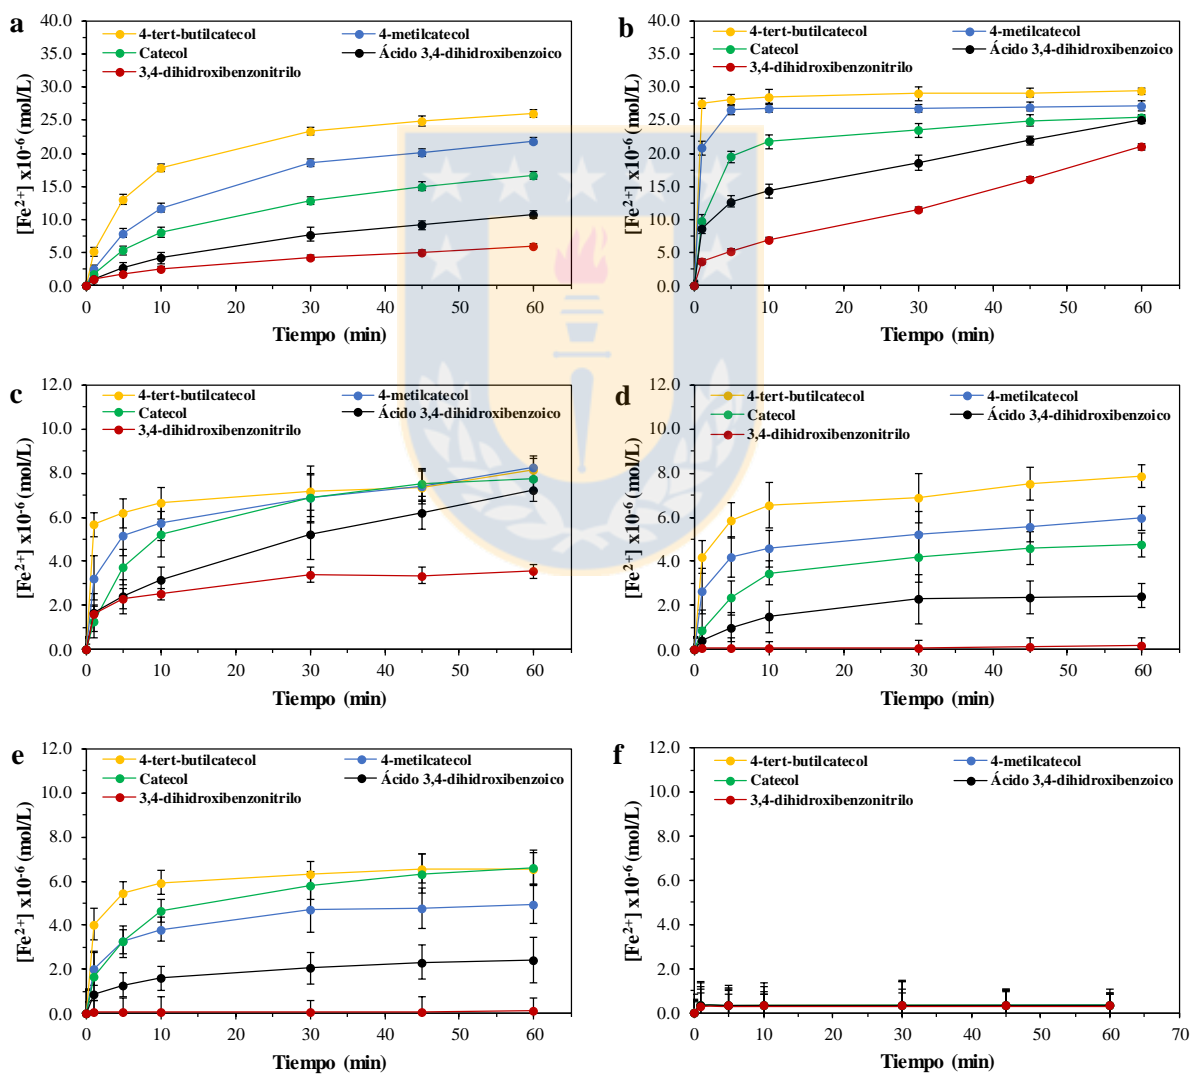 a
4-tert-butilcatecol
4-metilcatecol
Catecol
Ácido 3,4-dihidroxibenzoico
3,4-dihidroxibenzonitrilo
[Fe²⁺] x10⁻⁶ (mol/L)
40.0
35.0
30.0
25.0
20.0
15.0
10.0
5.0
0.0
0 10 20 30 40 50 60
Tiempo (min)
b
4-tert-butilcatecol
4-metilcatecol
Catecol
Ácido 3,4-dihidroxibenzoico
3,4-dihidroxibenzonitrilo
[Fe²⁺] x10⁻⁶ (mol/L)
40.0
35.0
30.0
25.0
20.0
15.0
10.0
5.0
0.0
0 10 20 30 40 50 60
Tiempo (min)
c
4-tert-butilcatecol
4-metilcatecol
Catecol
Ácido 3,4-dihidroxibenzoico
3,4-dihidroxibenzonitrilo
[Fe²⁺] x10⁻⁶ (mol/L)
12.0
10.0
8.0
6.0
4.0
2.0
0.0
0 10 20 30 40 50 60
Tiempo (min)
d
4-tert-butilcatecol
4-metilcatecol
Catecol
Ácido 3,4-dihidroxibenzoico
3,4-dihidroxibenzonitrilo
[Fe²⁺] x10⁻⁶ (mol/L)
12.0
10.0
8.0
6.0
4.0
2.0
0.0
0 10 20 30 40 50 60
Tiempo (min)
e
4-tert-butilcatecol
4-metilcatecol
Catecol
Ácido 3,4-dihidroxibenzoico
3,4-dihidroxibenzonitrilo
[Fe²⁺] x10⁻⁶ (mol/L)
12.0
10.0
8.0
6.0
4.0
2.0
0.0
0 10 20 30 40 50 60
Tiempo (min)
f
4-tert-butilcatecol
4-metilcatecol
Catecol
Ácido 3,4-dihidroxibenzoico
3,4-dihidroxibenzonitrilo
[Fe²⁺] x10⁻⁶ (mol/L)
12.0
10.0
8.0
6.0
4.0
2.0
0.0
0 10 20 30 40 50 60 70
Tiempo (min)